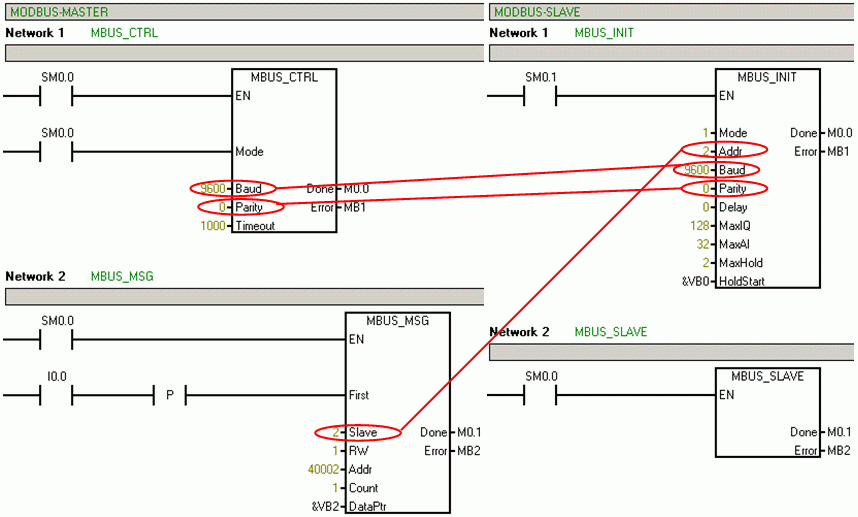 MODBUS-MASTER
Network 1 MBUS_CTRL
SM0.0
MBUS_CTRL
EN
SM0.0
Mode
9600 Baud Done M0.0
0 Parity Error MB1
1000 Timeout
Network 2 MBUS_MSG
SM0.0
MBUS_MSG
EN
I0.0
P
First
2 Slave Done M0.1
1 RW Error MB2
40002 Addr
1 Count
&VB2 DataPtr
MODBUS-SLAVE
Network 1 MBUS_INIT
SM0.1
MBUS_INIT
EN
1 Mode Done M0.0
2 Addr Error MB1
9600 Baud
0 Parity
0 Delay
128 MaxIQ
32 MaxAI
2 MaxHold
&VB0 HoldStart
Network 2 MBUS_SLAVE
SM0.0
MBUS_SLAVE
EN
Done M0.1
Error MB2